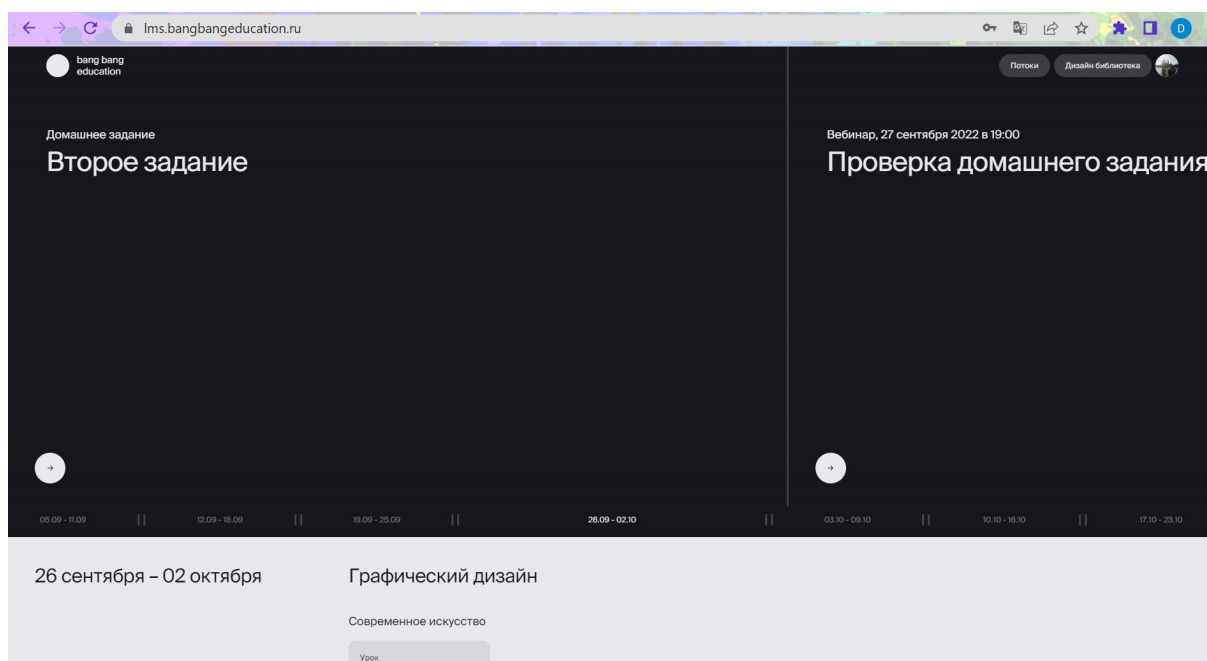 lms.bangbangeducation.ru
D
bang bang
education
Потоки
Дизайн библиотека
Домашнее задание
Второе задание
Вебинар, 27 сентября 2022 в 19:00
Проверка домашнего задания
05.09 - 11.09
12.09 - 18.09
19.09 - 25.09
26.09 - 02.10
03.10 - 09.10
10.10 - 16.10
17.10 - 23.10
26 сентября – 02 октября
Графический дизайн
Современное искусство
Урок